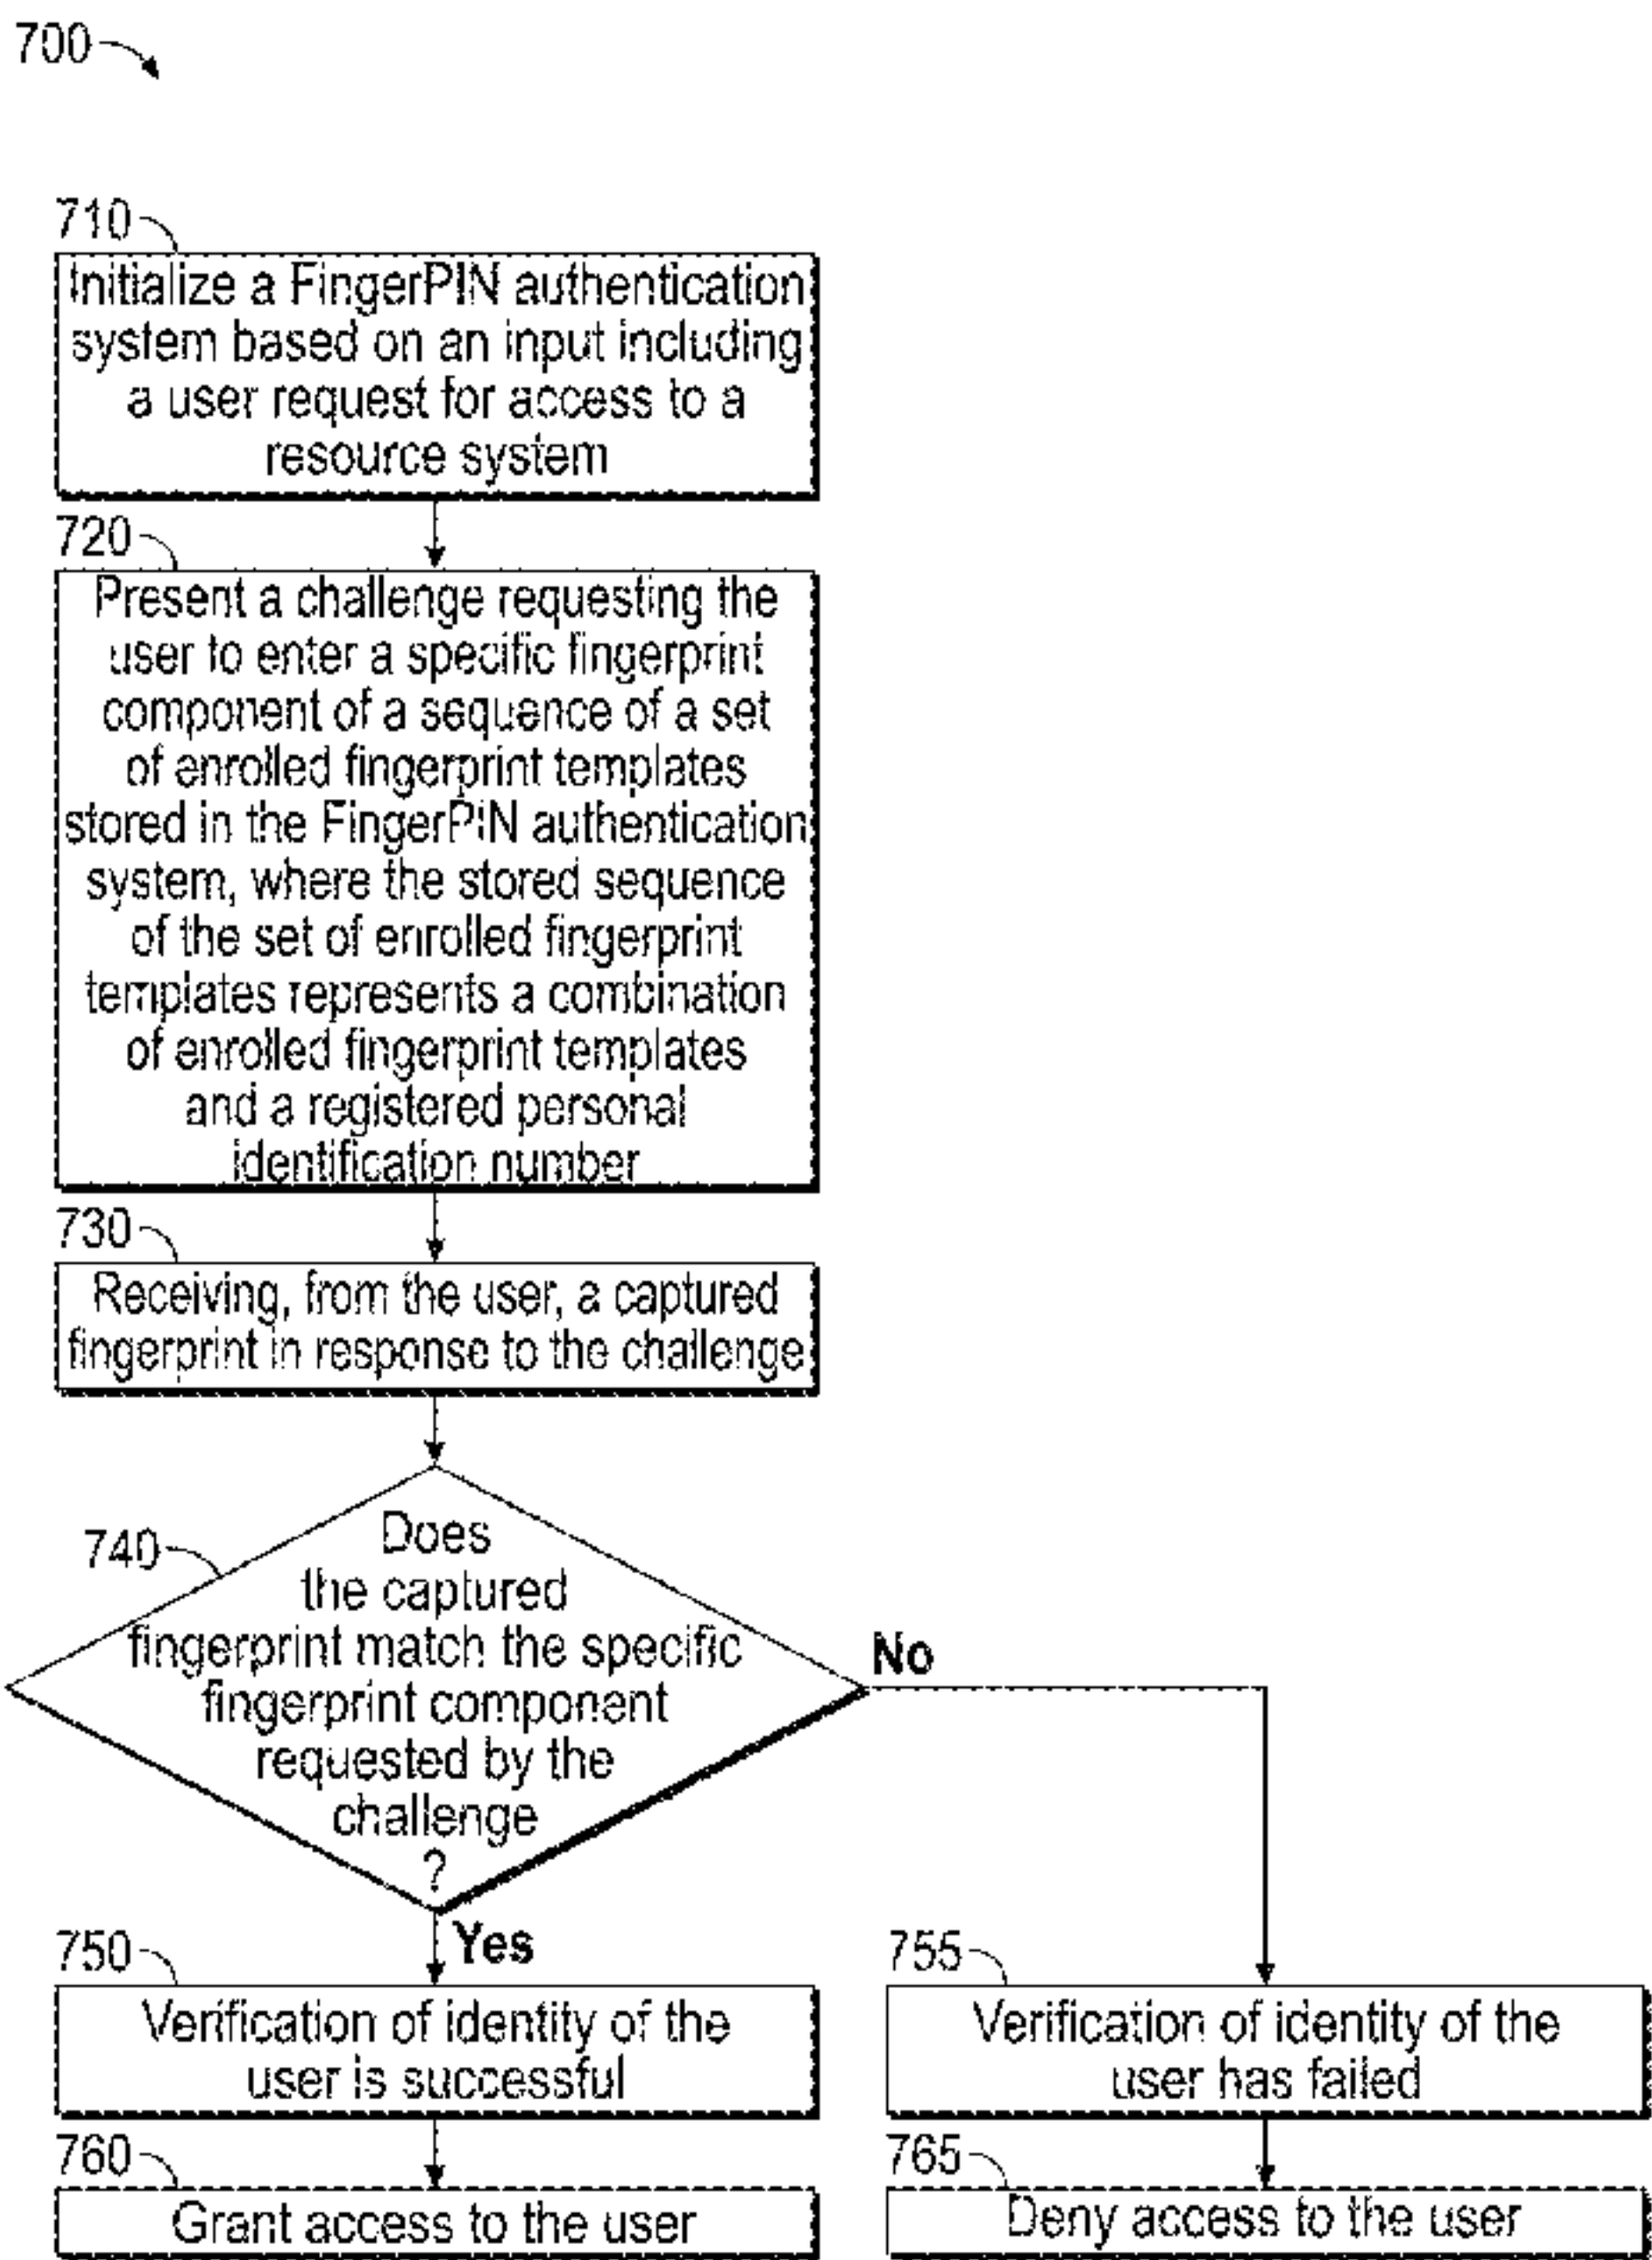 700
710
Initialize a FingerPIN authentication
system based on an input including
a user request for access to a
resource system
720
Present a challenge requesting the
user to enter a specific fingerprint
component of a sequence of a set
of enrolled fingerprint templates
stored in the FingerPIN authentication
system, where the stored sequence
of the set of enrolled fingerprint
templates represents a combination
of enrolled fingerprint templates
and a registered personal
identification number
730
Receiving, from the user, a captured
fingerprint in response to the challenge
740
Does
the captured
fingerprint match the specific
fingerprint component
requested by the
challenge
?
No
Yes
750
Verification of identity of the
user is successful
755
Verification of identity of the
user has failed
760
Grant access to the user
765
Deny access to the user